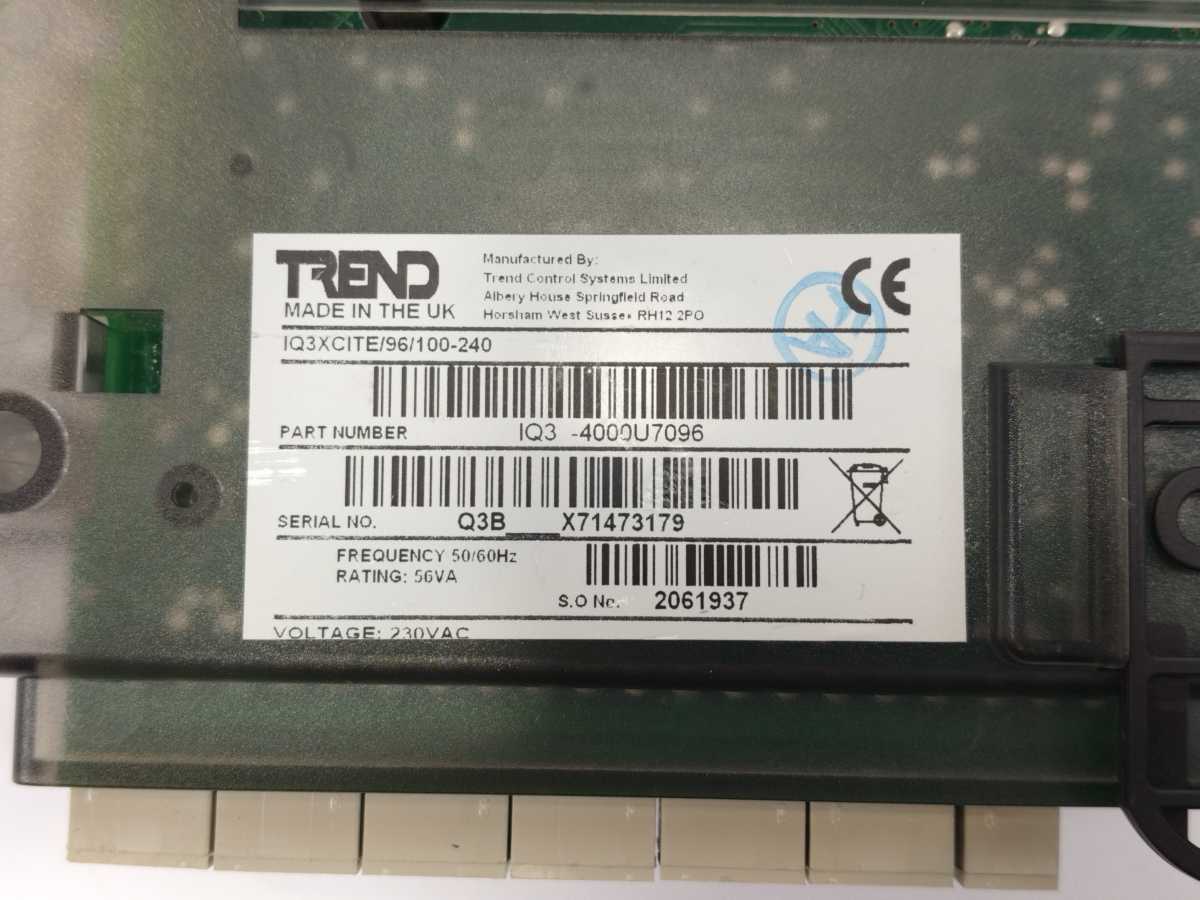 TREND
MADE IN THE UK
Manufactured By:
Trend Control Systems Limited
Albery House Springfield Road
Horsham West Sussex RH12 2PQ
CE
IQ3XCITE/96/100-240
PART NUMBER IQ3 -4000U7096
SERIAL NO. Q3B X71473179
FREQUENCY 50/60Hz
RATING: 56VA
S.O No. 2061937
VOLTAGE: 230VAC